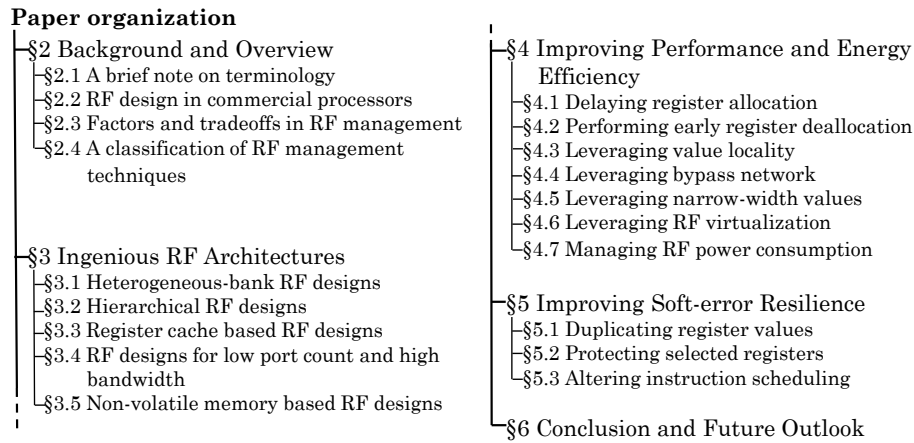 Paper organization
§2 Background and Overview
§2.1 A brief note on terminology
§2.2 RF design in commercial processors
§2.3 Factors and tradeoffs in RF management
§2.4 A classification of RF management
techniques
§3 Ingenious RF Architectures
§3.1 Heterogeneous-bank RF designs
§3.2 Hierarchical RF designs
§3.3 Register cache based RF designs
§3.4 RF designs for low port count and high
bandwidth
§3.5 Non-volatile memory based RF designs
§4 Improving Performance and Energy
Efficiency
§4.1 Delaying register allocation
§4.2 Performing early register deallocation
§4.3 Leveraging value locality
§4.4 Leveraging bypass network
§4.5 Leveraging narrow-width values
§4.6 Leveraging RF virtualization
§4.7 Managing RF power consumption
§5 Improving Soft-error Resilience
§5.1 Duplicating register values
§5.2 Protecting selected registers
§5.3 Altering instruction scheduling
§6 Conclusion and Future Outlook